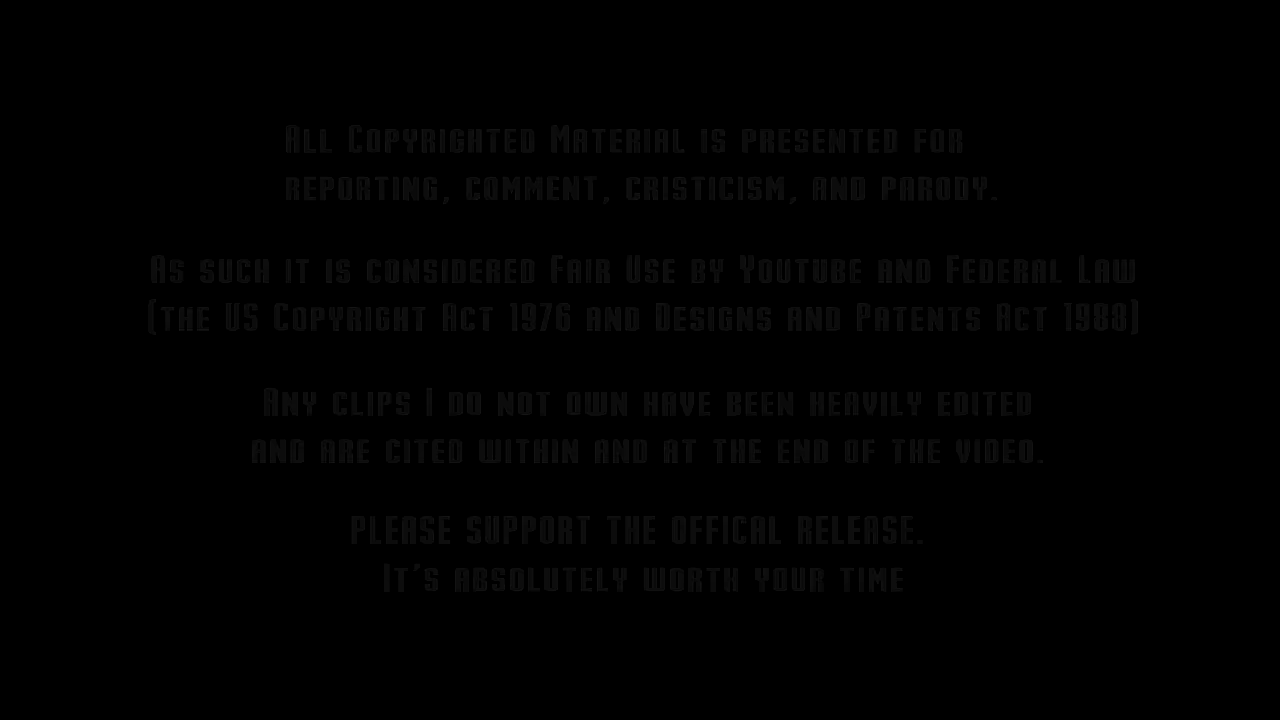 All Copyrighted Material is presented for
reporting, comment, cristicism, and parody.
As such it is considered Fair Use by Youtube and Federal Law
(the US Copyright Act 1976 and Designs and Patents Act 1988)
Any clips I do not own have been heavily edited
and are cited within and at the end of the video.
PLEASE SUPPORT THE OFFICAL RELEASE.
It's absolutely worth your time